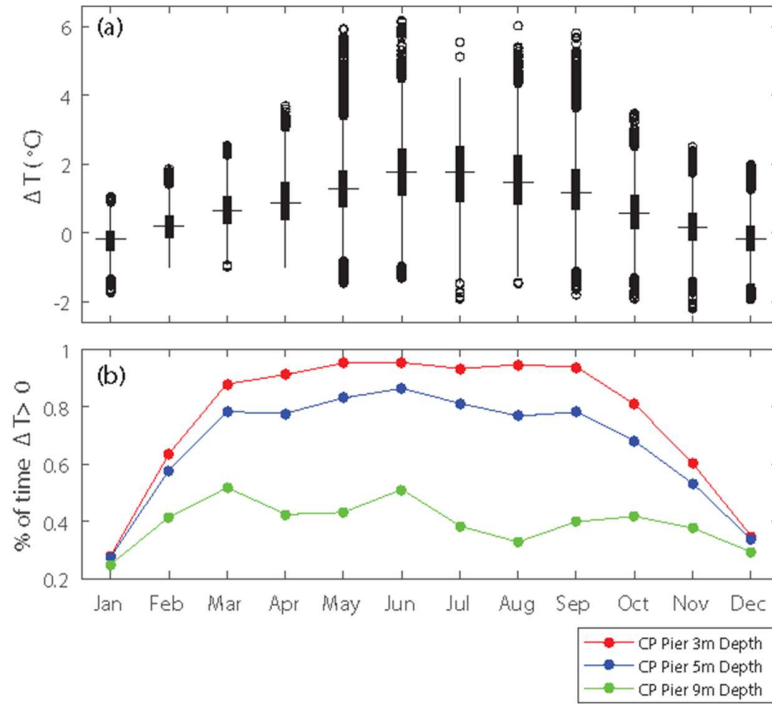 (a)
6
4
2
0
-2
Δ T (°C)
(b)
1
0.8
0.6
0.4
0.2
% of time Δ T> 0
Jan Feb Mar Apr May Jun Jul Aug Sep Oct Nov Dec
CP Pier 3m Depth
CP Pier 5m Depth
CP Pier 9m Depth